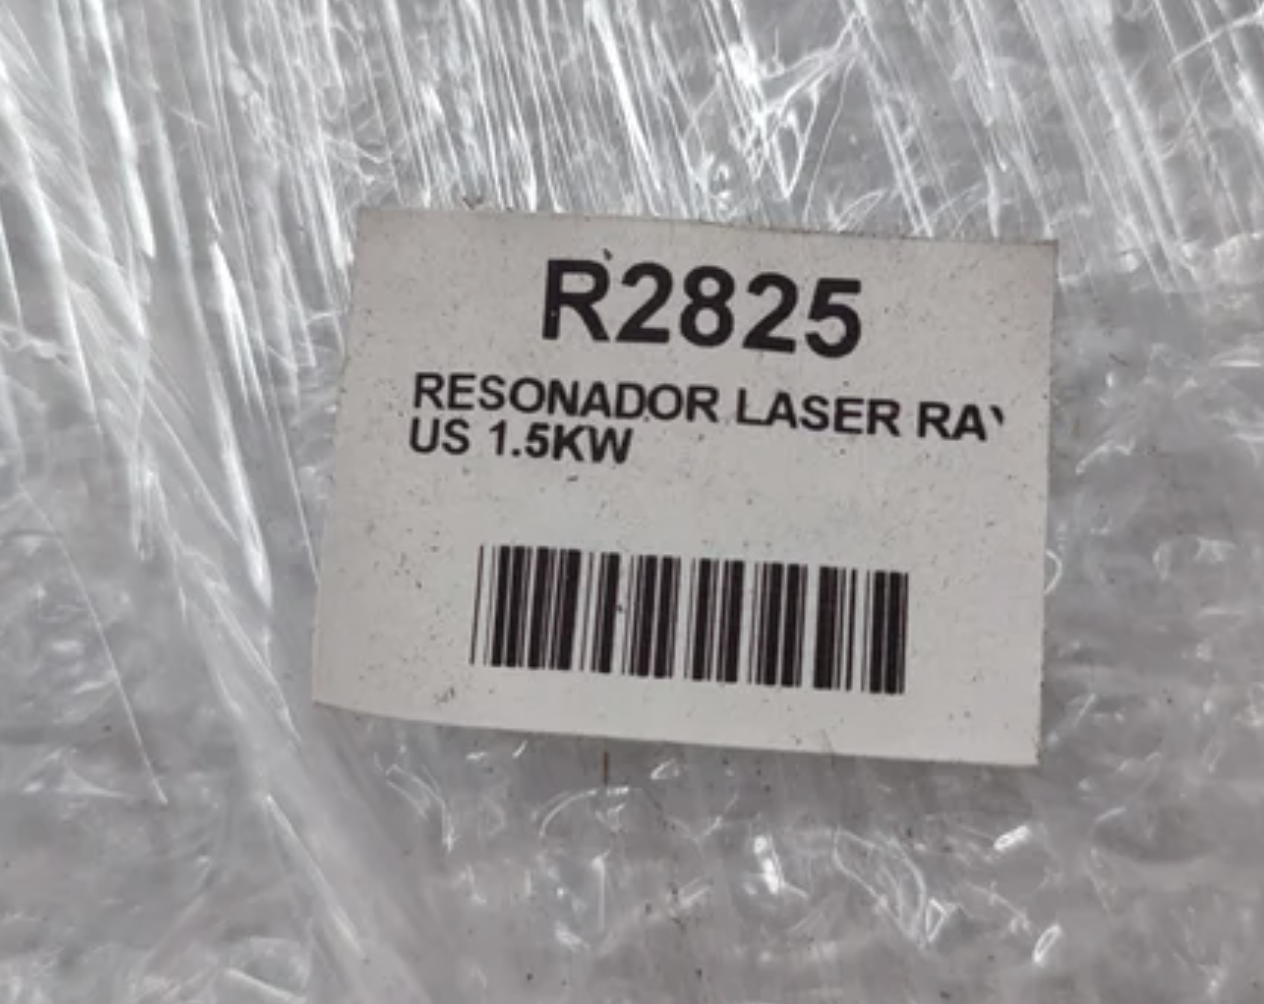 R2825
RESONADOR LASER RAY
US 1.5KW